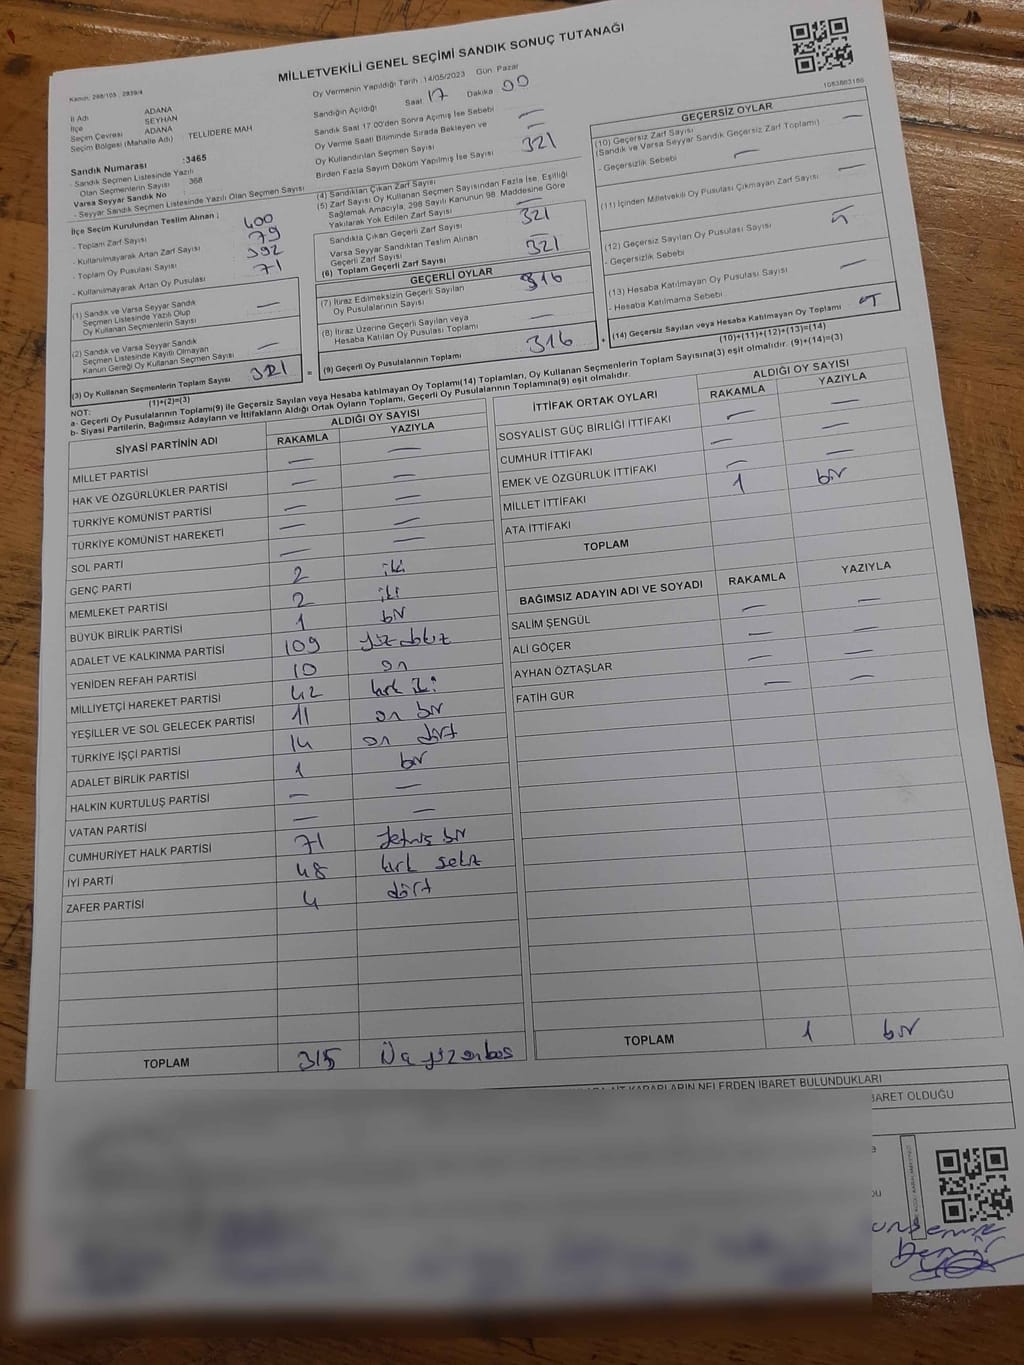 MİLLETVEKİLİ GENEL SEÇİMİ SANDIK SONUÇ TUTANAĞI
Kanun: 298/105 , 2839/4
İl Adı ADANA
İlçe SEYHAN
Seçim Çevresi ADANA
Seçim Bölgesi (Mahalle Adı) TELLİDERE MAH
Sandık Numarası :3465
- Sandık Seçmen Listesinde Yazılı
Olan Seçmenlerin Sayısı 368
Varsa Seyyar Sandık No
- Seyyar Sandık Seçmen Listesinde Yazılı Olan Seçmen Sayısı
Oy Vermenin Yapıldığı Tarih :14/05/2023 Gün: Pazar
Sandığın Açıldığı Saat 17 Dakika 00
Sandık Saat 17:00'den Sonra Açımış İse Sebebi —
Oy Verme Saati Bitiminde Sırada Bekleyen ve
Oy Kullandırılan Seçmen Sayısı —
Birden Fazla Sayım Döküm Yapılmış İse Sayısı 321
1083863186
İlçe Seçim Kurulundan Teslim Alınan ;
- Toplam Zarf Sayısı 400
- Kullanılmayarak Artan Zarf Sayısı 79
- Toplam Oy Pusulası Sayısı 392
- Kullanılmayarak Artan Oy Pusulası 71
(1) Sandık ve Varsa Seyyar Sandık
Seçmen Listesinde Yazılı Olup
Oy Kullanan Seçmenlerin Sayısı —
(2) Sandık ve Varsa Seyyar Sandık
Seçmen Listesinde Kayıtlı Olmayan
Kanun Gereği Oy Kullanan Seçmen Sayısı —
(3) Oy Kullanan Seçmenlerin Toplam Sayısı 321
(1)+(2)=(3)
(4) Sandıktan Çıkan Zarf Sayısı
(5) Zarf Sayısı Oy Kullanan Seçmen Sayısından Fazla İse, Eşitliği
Sağlamak Amacıyla, 298 Sayılı Kanunun 98. Maddesine Göre
Yakılarak Yok Edilen Zarf Sayısı —
Sandıkta Çıkan Geçerli Zarf Sayısı 321
Varsa Seyyar Sandıktan Teslim Alınan
Geçerli Zarf Sayısı —
(6) Toplam Geçerli Zarf Sayısı 321
GEÇERLİ OYLAR
(7) İtiraz Edilmeksizin Geçerli Sayılan
Oy Pusulalarının Sayısı 316
(8) İtiraz Üzerine Geçerli Sayılan veya
Hesaba Katılan Oy Pusulası Toplamı —
= (9) Geçerli Oy Pusulalarının Toplamı 316
GEÇERSİZ OYLAR
(10) Geçersiz Zarf Sayısı
(Sandık ve Varsa Seyyar Sandık Geçersiz Zarf Toplamı) —
- Geçersizlik Sebebi —
(11) İçinden Milletvekili Oy Pusulası Çıkmayan Zarf Sayısı —
(12) Geçersiz Sayılan Oy Pusulası Sayısı 5
- Geçersizlik Sebebi
(13) Hesaba Katılmayan Oy Pusulası Sayısı —
- Hesaba Katılmama Sebebi
+ (14) Geçersiz Sayılan veya Hesaba Katılmayan Oy Toplamı
(10)+(11)+(12)+(13)=(14)
NOT:
a- Geçerli Oy Pusulalarının Toplamı(9) ile Geçersiz Sayılan veya Hesaba katılmayan Oy Toplamı(14) Toplamları, Oy Kullanan Seçmenlerin Toplam Sayısına(3) eşit olmalıdır. (9)+(14)=(3)
b- Siyasi Partilerin, Bağımsız Adayların ve İttifakların Aldığı Ortak Oyların Toplamı, Geçerli Oy Pusulalarının Toplamına(9) eşit olmalıdır.
SİYASİ PARTİNİN ADI ALDIĞI OY SAYISI
RAKAMLA YAZIYLA
MİLLET PARTİSİ — —
HAK VE ÖZGÜRLÜKLER PARTİSİ — —
TÜRKİYE KOMÜNİST PARTİSİ — —
TÜRKİYE KOMÜNİST HAREKETİ — —
SOL PARTİ — —
GENÇ PARTİ 2 iki
MEMLEKET PARTİSİ 2 iki
BÜYÜK BİRLİK PARTİSİ 1 bir
ADALET VE KALKINMA PARTİSİ 109 yüz dokuz
YENİDEN REFAH PARTİSİ 10 on
MİLLİYETÇİ HAREKET PARTİSİ 42 kırk iki
YEŞİLLER VE SOL GELECEK PARTİSİ 11 on bir
TÜRKİYE İŞÇİ PARTİSİ 14 on dört
ADALET BİRLİK PARTİSİ 1 bir
HALKIN KURTULUŞ PARTİSİ — —
VATAN PARTİSİ — —
CUMHURİYET HALK PARTİSİ 71 yetmiş bir
İYİ PARTİ 48 kırk sekiz
ZAFER PARTİSİ 4 dört
TOPLAM 315 Üç yüz on beş
İTTİFAK ORTAK OYLARI ALDIĞI OY SAYISI
RAKAMLA YAZIYLA
SOSYALİST GÜÇ BİRLİĞİ İTTİFAKI — —
CUMHUR İTTİFAKI — —
EMEK VE ÖZGÜRLÜK İTTİFAKI — —
MİLLET İTTİFAKI 1 bir
ATA İTTİFAKI
TOPLAM
BAĞIMSIZ ADAYIN ADI VE SOYADI RAKAMLA YAZIYLA
SALİM ŞENGÜL — —
ALİ GÖÇER — —
AYHAN ÖZTAŞLAR — —
FATİH GÜR — —
TOPLAM 1 bir
KARARLARIN NELERDEN İBARET BULUNDUKLARI
BARET OLDUĞU